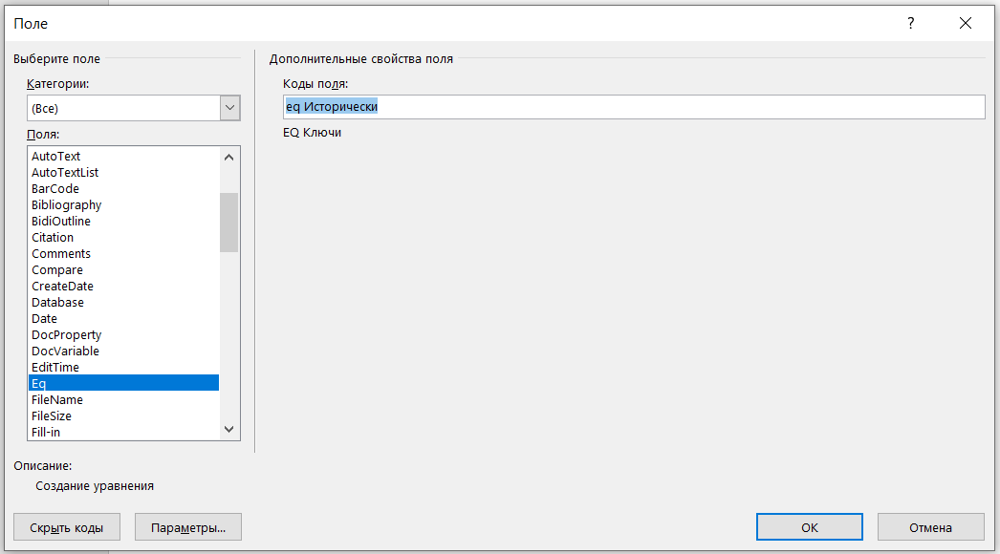 Поле
?
Выберите поле
Категории:
(Все)
Поля:
AutoText
AutoTextList
BarCode
Bibliography
BidiOutline
Citation
Comments
Compare
CreateDate
Database
Date
DocProperty
DocVariable
EditTime
Eq
FileName
FileSize
Fill-in
Дополнительные свойства поля
Коды поля:
eq Исторически
EQ Ключи
Описание:
Создание уравнения
Скрыть коды
Параметры...
ОК
Отмена